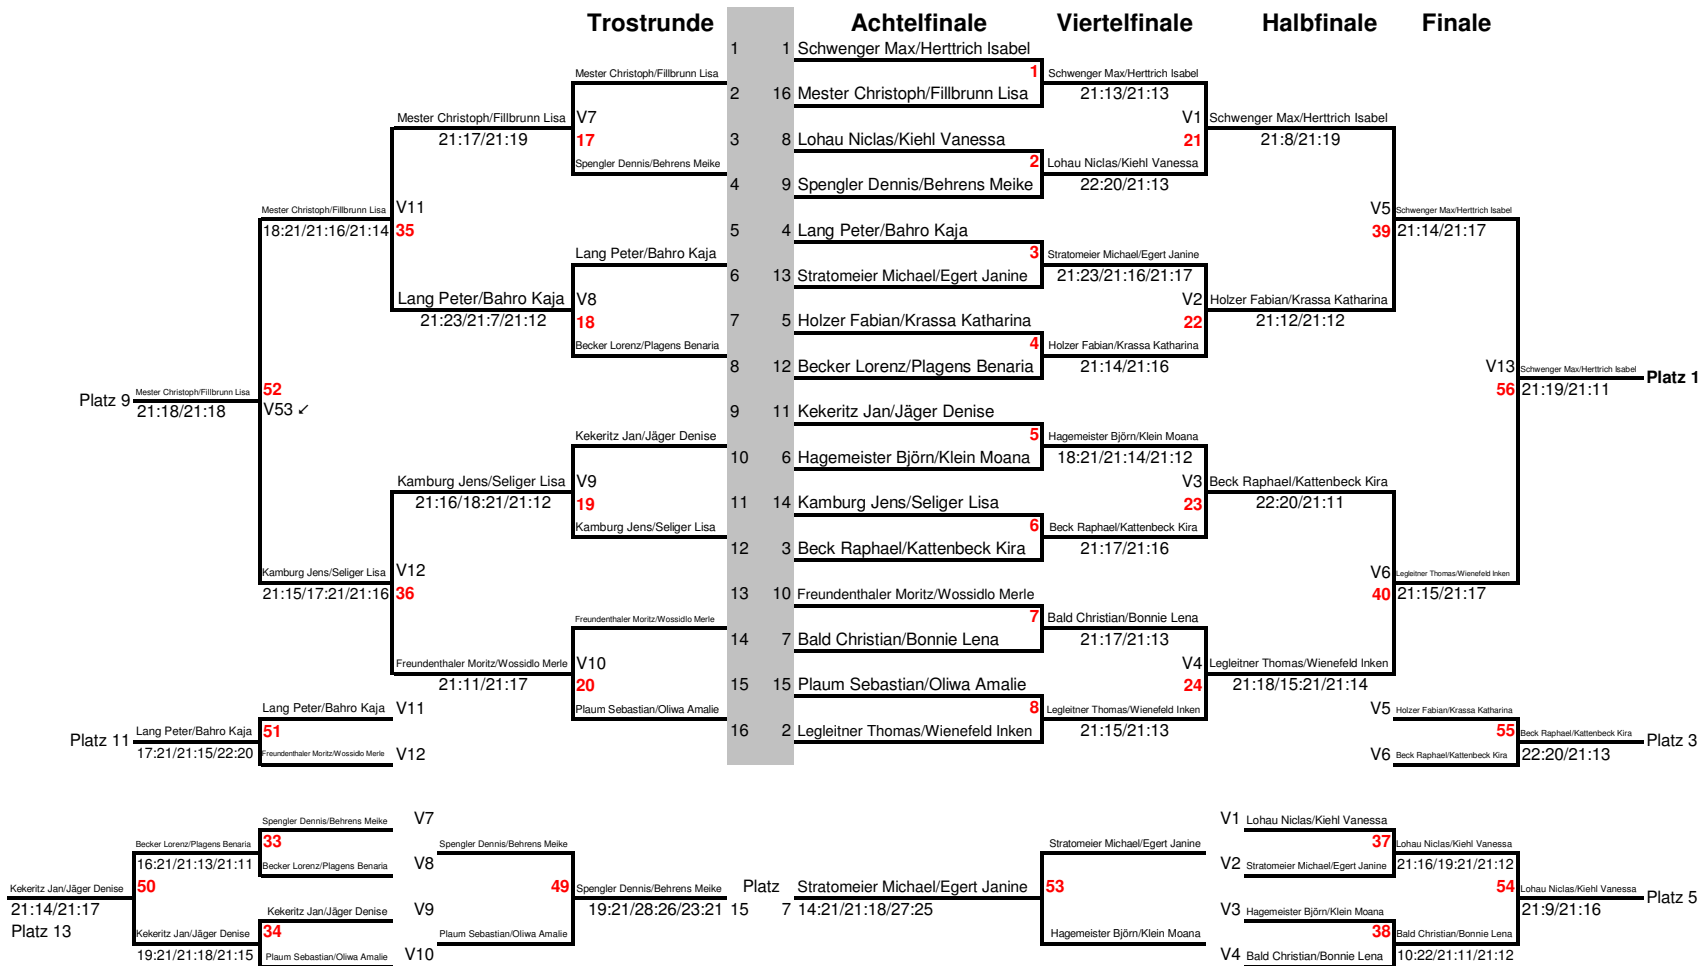 Trostrunde Achtelfinale Viertelfinale Halbfinale Finale
1 1 Schwenger Max/Herttrich Isabel
Mester Christoph/Fillbrunn Lisa 1 Schwenger Max/Herttrich Isabel
2 16 Mester Christoph/Fillbrunn Lisa 21:13/21:13
Mester Christoph/Fillbrunn Lisa V7 V1 Schwenger Max/Herttrich Isabel
21:17/21:19 17 3 8 Lohau Niclas/Kiehl Vanessa 21 21:8/21:19
Spengler Dennis/Behrens Meike 2 Lohau Niclas/Kiehl Vanessa
4 9 Spengler Dennis/Behrens Meike 22:20/21:13
Mester Christoph/Fillbrunn Lisa V11 V5 Schwenger Max/Herttrich Isabel
18:21/21:16/21:14 35 5 4 Lang Peter/Bahro Kaja 39 21:14/21:17
Lang Peter/Bahro Kaja 3 Stratomeier Michael/Egert Janine
6 13 Stratomeier Michael/Egert Janine 21:23/21:16/21:17
Lang Peter/Bahro Kaja V8 V2 Holzer Fabian/Krassa Katharina
21:23/21:7/21:12 18 7 5 Holzer Fabian/Krassa Katharina 22 21:12/21:12
Becker Lorenz/Plagens Benaria 4 Holzer Fabian/Krassa Katharina
8 12 Becker Lorenz/Plagens Benaria 21:14/21:16
V13 Schwenger Max/Herttrich Isabel Platz 1
Platz 9 Mester Christoph/Fillbrunn Lisa 52 56 21:19/21:11
21:18/21:18 V53 ↙ 9 11 Kekeritz Jan/Jäger Denise
Kekeritz Jan/Jäger Denise 5 Hagemeister Björn/Klein Moana
10 6 Hagemeister Björn/Klein Moana 18:21/21:14/21:12
Kamburg Jens/Seliger Lisa V9 V3 Beck Raphael/Kattenbeck Kira
21:16/18:21/21:12 19 11 14 Kamburg Jens/Seliger Lisa 23 22:20/21:11
Kamburg Jens/Seliger Lisa 6 Beck Raphael/Kattenbeck Kira
12 3 Beck Raphael/Kattenbeck Kira 21:17/21:16
Kamburg Jens/Seliger Lisa V12 V6 Legleitner Thomas/Wienefeld Inken
21:15/17:21/21:16 36 13 10 Freundenthaler Moritz/Wossidlo Merle 40 21:15/21:17
Freundenthaler Moritz/Wossidlo Merle 7 Bald Christian/Bonnie Lena
14 7 Bald Christian/Bonnie Lena 21:17/21:13
Freundenthaler Moritz/Wossidlo Merle V10 V4 Legleitner Thomas/Wienefeld Inken
21:11/21:17 20 15 15 Plaum Sebastian/Oliwa Amalie 24 21:18/15:21/21:14
Lang Peter/Bahro Kaja V11 Plaum Sebastian/Oliwa Amalie 8 Legleitner Thomas/Wienefeld Inken V5 Holzer Fabian/Krassa Katharina
Platz 11 Lang Peter/Bahro Kaja 51 16 2 Legleitner Thomas/Wienefeld Inken 21:15/21:13 55 Beck Raphael/Kattenbeck Kira Platz 3
17:21/21:15/22:20 Freundenthaler Moritz/Wossidlo Merle V12 V6 Beck Raphael/Kattenbeck Kira 22:20/21:13
Spengler Dennis/Behrens Meike V7 V1 Lohau Niclas/Kiehl Vanessa
Becker Lorenz/Plagens Benaria 33 Spengler Dennis/Behrens Meike Stratomeier Michael/Egert Janine 37 Lohau Niclas/Kiehl Vanessa
16:21/21:13/21:11 Becker Lorenz/Plagens Benaria V8 V2 Stratomeier Michael/Egert Janine 21:16/19:21/21:12
Kekeritz Jan/Jäger Denise 50 49 Spengler Dennis/Behrens Meike Platz Stratomeier Michael/Egert Janine 53 54 Lohau Niclas/Kiehl Vanessa Platz 5
21:14/21:17 Kekeritz Jan/Jäger Denise V9 19:21/28:26/23:21 15 7 14:21/21:18/27:25 V3 Hagemeister Björn/Klein Moana 21:9/21:16
Platz 13 Kekeritz Jan/Jäger Denise 34 Plaum Sebastian/Oliwa Amalie Hagemeister Björn/Klein Moana 38 Bald Christian/Bonnie Lena
19:21/21:18/21:15 Plaum Sebastian/Oliwa Amalie V10 V4 Bald Christian/Bonnie Lena 10:22/21:11/21:12